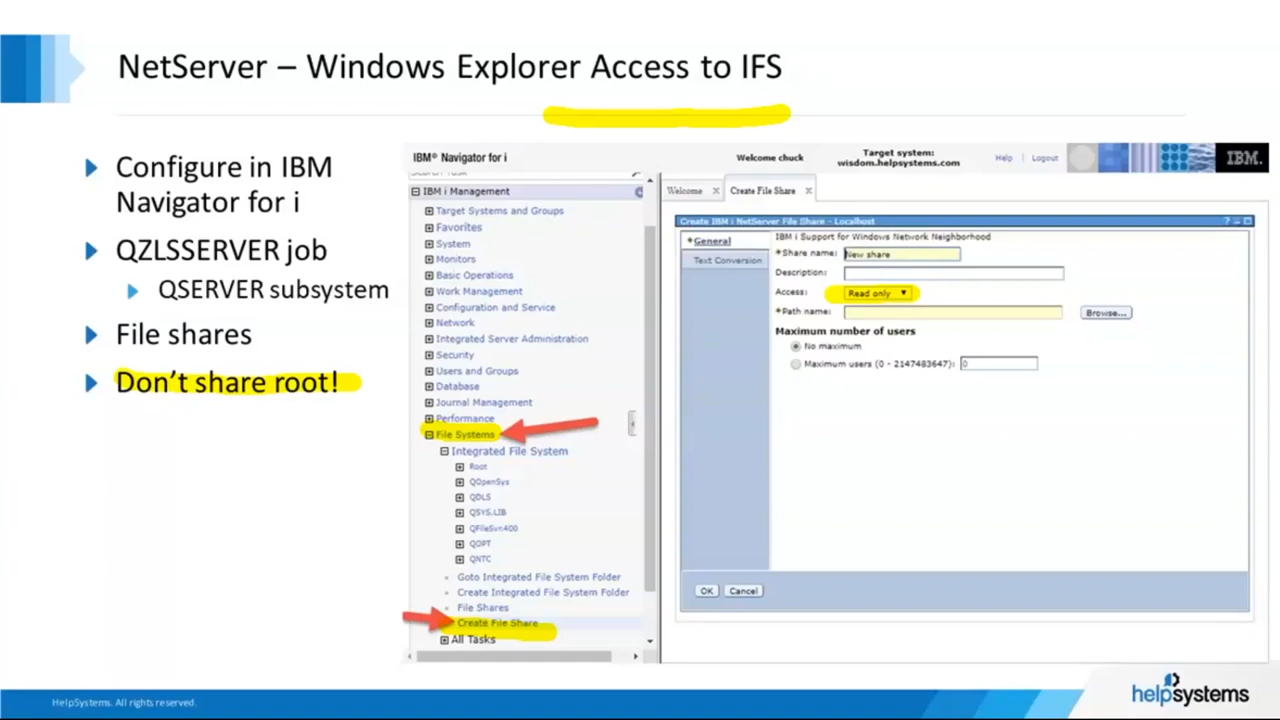 NetServer – Windows Explorer Access to IFS
Configure in IBM
Navigator for i
QZLSSERVER job
QSERVER subsystem
File shares
Don't share root!
IBM® Navigator for i
Welcome chuck
Target system:
wisdom.helpsystems.com
Help
Logout
IBM.
IBM i Management
Target Systems and Groups
Favorites
System
Monitors
Basic Operations
Work Management
Configuration and Service
Network
Integrated Server Administration
Security
Users and Groups
Database
Journal Management
Performance
File Systems
Integrated File System
Root
QOpenSys
QDLS
QSYS.LIB
QFileSvr400
QOPT
QNTC
Goto Integrated File System Folder
Create Integrated File System Folder
File Shares
Create File Share
All Tasks
Welcome
Create File Share
Create IBM i NetServer File Share - Localhost
*General
Text Conversion
IBM i Support for Windows Network Neighborhood
*Share name: New share
Description:
Access: Read only
*Path name:
Browse...
Maximum number of users
No maximum
Maximum users (0 - 2147483647): 0
OK
Cancel
HelpSystems. All rights reserved.
helpsystems